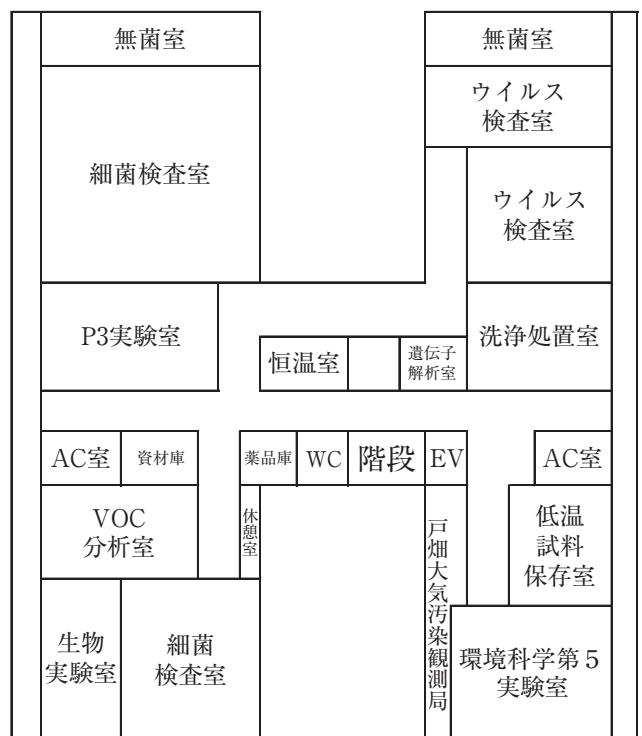 無菌室
無菌室
ウイルス
検査室
細菌検査室
ウイルス
検査室
P3実験室
洗浄処置室
恒温室
遺伝子
解析室
AC室
資材庫
薬品庫
WC
階段
EV
AC室
VOC
分析室
休憩室
戸畑大気汚染観測局
低温
試料
保存室
生物
実験室
細菌
検査室
環境科学第5
実験室